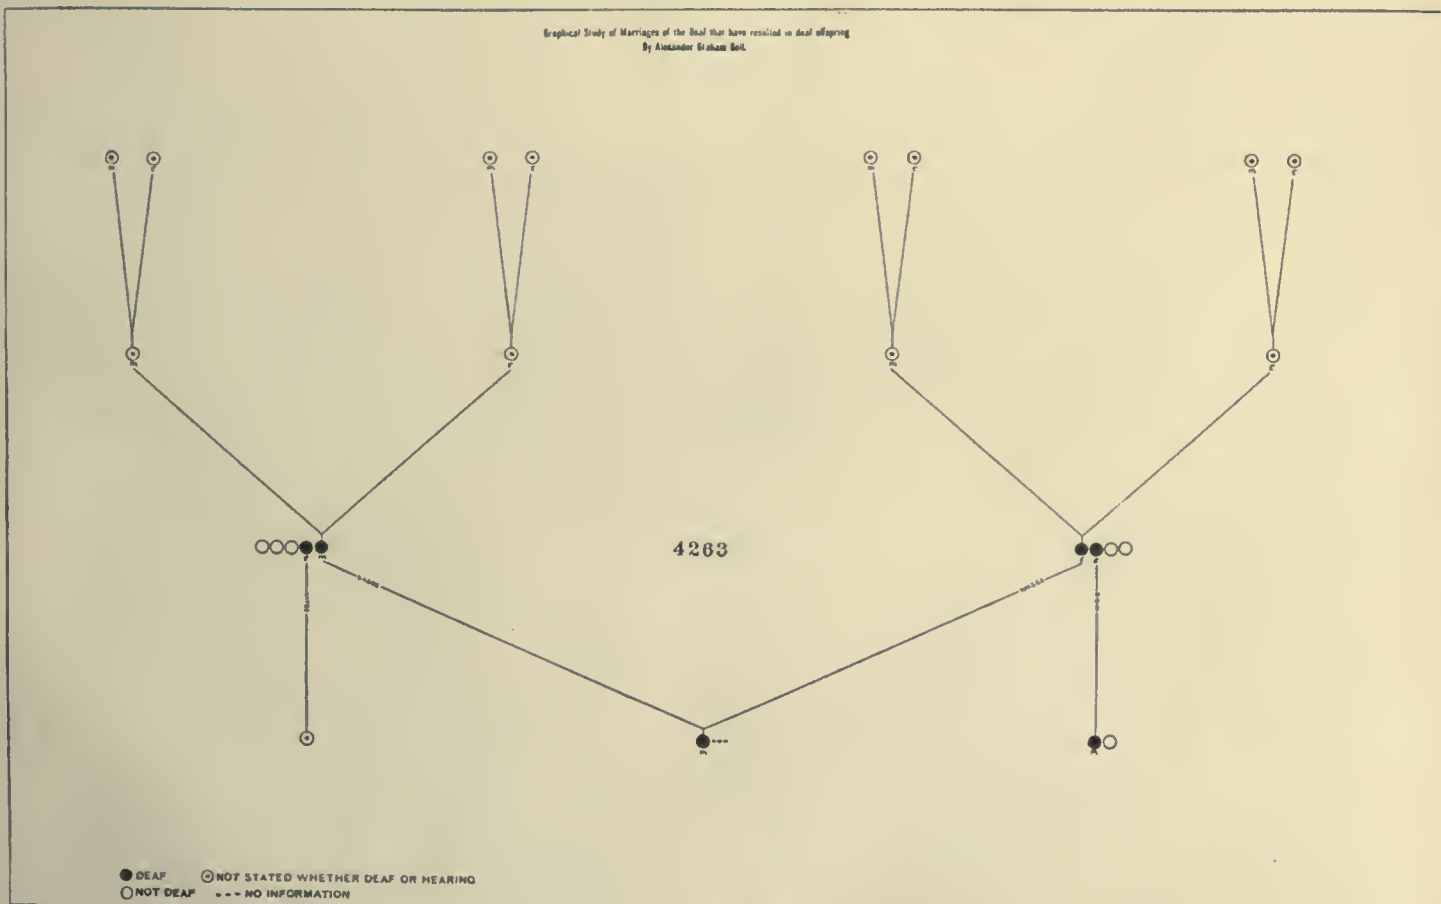 Graphical Study of Marriages of the Deaf that have resulted in deaf offspring
By Alexander Graham Bell.
m f m f m f m f
m f m f
4263
f m f
m m
DEAF NOT STATED WHETHER DEAF OR HEARING
NOT DEAF --- NO INFORMATION